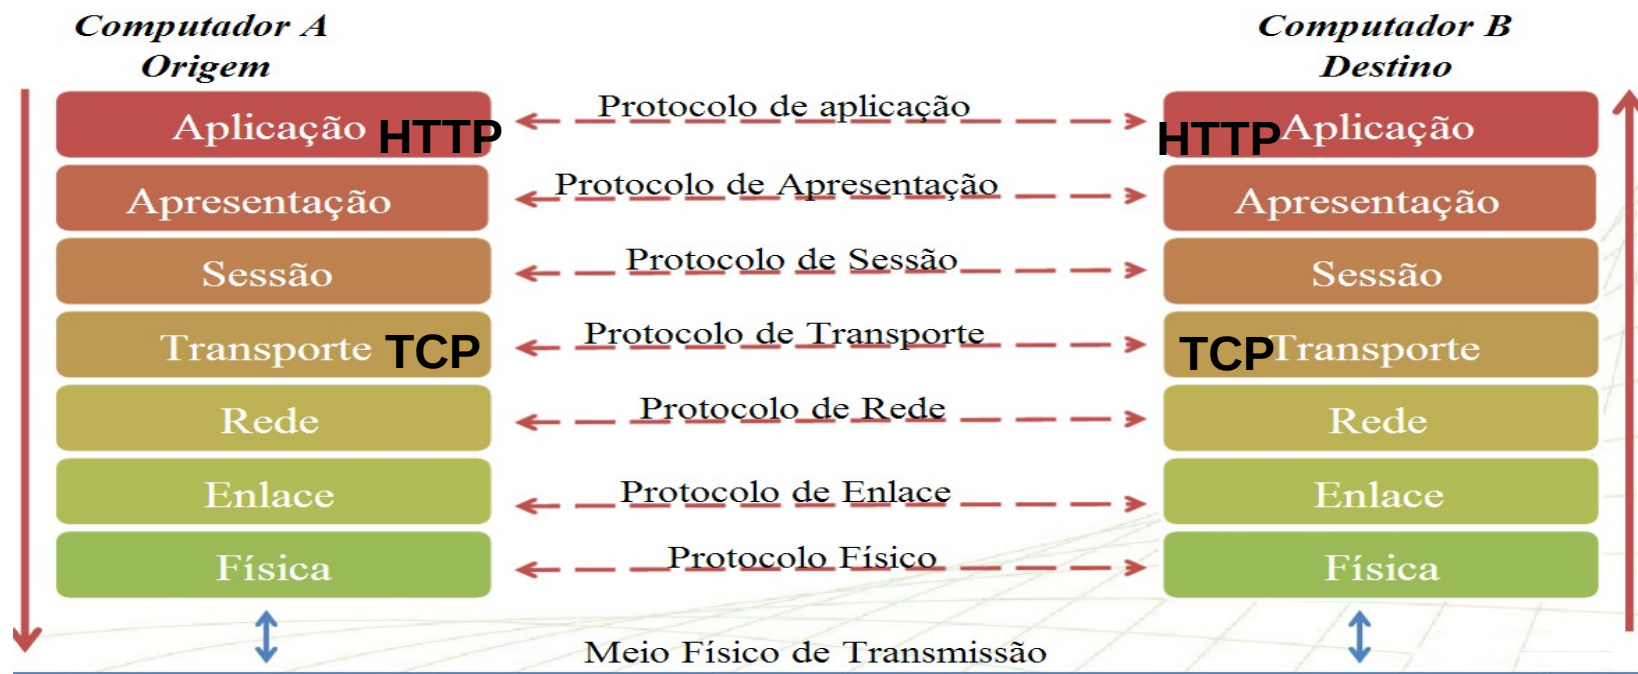 Computador A
Origem
Computador B
Destino
Aplicação HTTP
Protocolo de aplicação
HTTP Aplicação
Apresentação
Protocolo de Apresentação
Apresentação
Sessão
Protocolo de Sessão
Sessão
Transporte TCP
Protocolo de Transporte
TCP Transporte
Rede
Protocolo de Rede
Rede
Enlace
Protocolo de Enlace
Enlace
Física
Protocolo Físico
Física
Meio Físico de Transmissão